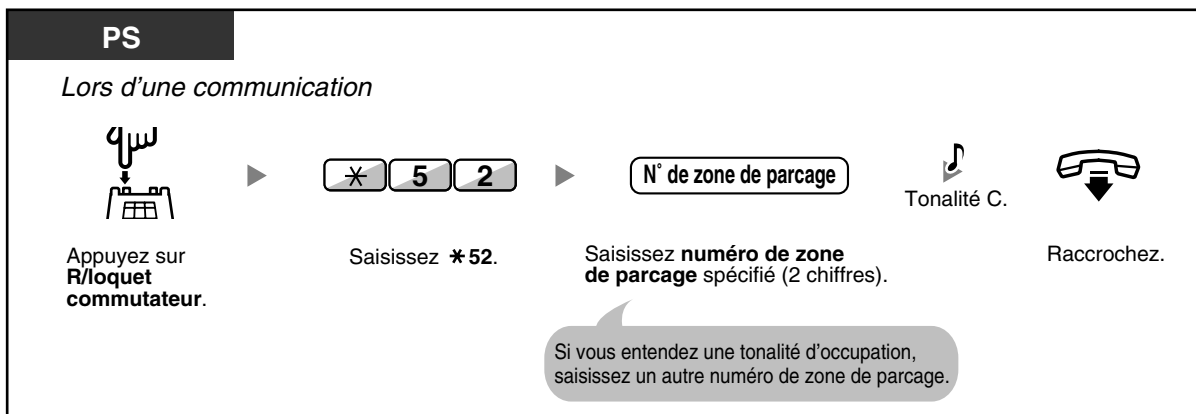 PS
Lors d'une communication
✳ 5 2
N° de zone de parcage
Tonalité C.
Appuyez sur
R/loquet
commutateur.
Saisissez ✳52.
Saisissez numéro de zone
de parcage spécifié (2 chiffres).
Raccrochez.
Si vous entendez une tonalité d'occupation,
saisissez un autre numéro de zone de parcage.